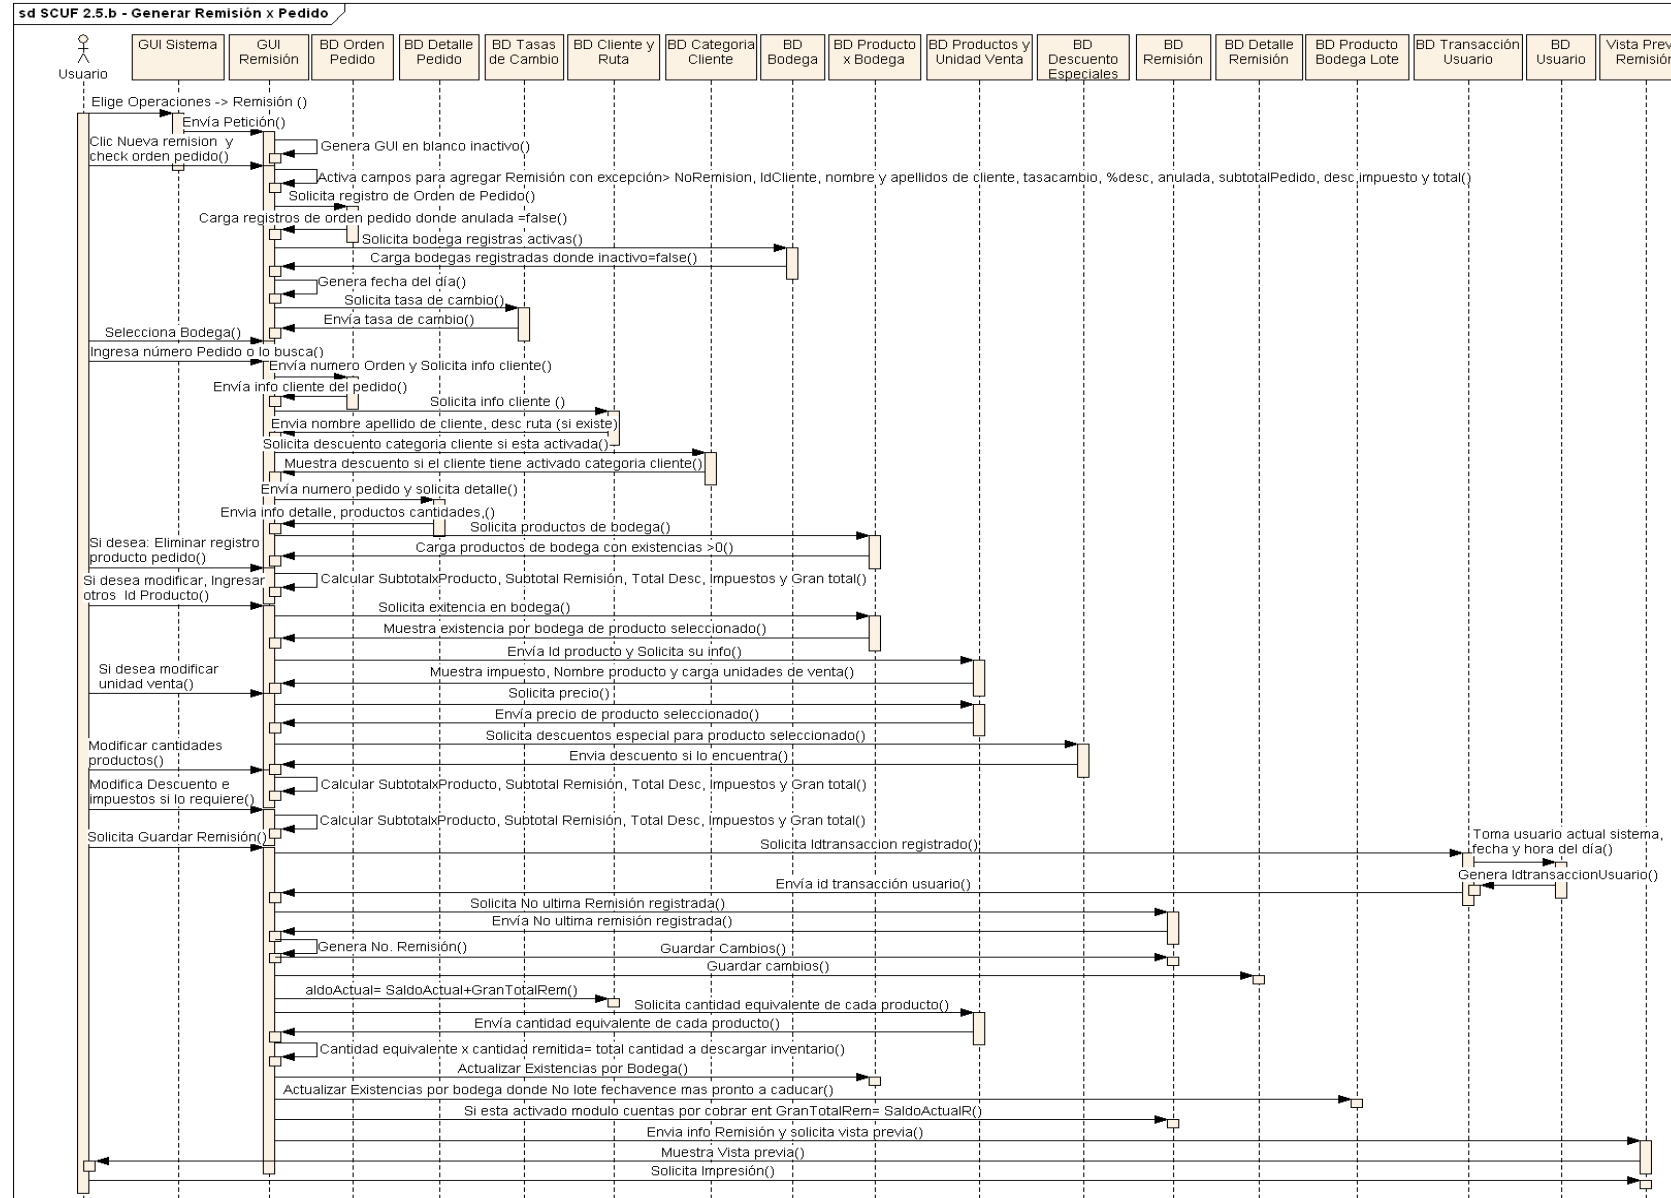 sd SCUF 2.5.b - Generar Remisión x Pedido
Usuario
GUI Sistema
GUI
Remisión
BD Orden
Pedido
BD Detalle
Pedido
BD Tasas
de Cambio
BD Cliente y
Ruta
BD Categoria
Cliente
BD
Bodega
BD Producto
x Bodega
BD Productos y
Unidad Venta
BD
Descuento
Especiales
BD
Remisión
BD Detalle
Remisión
BD Producto
Bodega Lote
BD Transacción
Usuario
BD
Usuario
Vista Prev
Remisión
Elige Operaciones -> Remisión ()
Envía Petición()
Clic Nueva remision y
check orden pedido()
Genera GUI en blanco inactivo()
Activa campos para agregar Remisión con excepción> NoRemision, IdCliente, nombre y apellidos de cliente, tasacambio, %desc, anulada, subtotalPedido, desc,impuesto y total()
Solicita registro de Orden de Pedido()
Carga registros de orden pedido donde anulada =false()
Solicita bodega registras activas()
Carga bodegas registradas donde inactivo=false()
Genera fecha del día()
Solicita tasa de cambio()
Envía tasa de cambio()
Selecciona Bodega()
Ingresa número Pedido o lo busca()
Envía numero Orden y Solicita info cliente()
Envía info cliente del pedido()
Solicita info cliente ()
Envia nombre apellido de cliente, desc ruta (si existe)
Solicita descuento categoria cliente si esta activada()
Muestra descuento si el cliente tiene activado categoria cliente()
Envía numero pedido y solicita detalle()
Envia info detalle, productos cantidades,()
Solicita productos de bodega()
Si desea: Eliminar registro
producto pedido()
Carga productos de bodega con existencias >0()
Si desea modificar, Ingresar
otros Id Producto()
Calcular SubtotalxProducto, Subtotal Remisión, Total Desc, Impuestos y Gran total()
Solicita exitencia en bodega()
Muestra existencia por bodega de producto seleccionado()
Envía Id producto y Solicita su info()
Si desea modificar
unidad venta()
Muestra impuesto, Nombre producto y carga unidades de venta()
Solicita precio()
Envía precio de producto seleccionado()
Solicita descuentos especial para producto seleccionado()
Modificar cantidades
productos()
Envia descuento si lo encuentra()
Modifica Descuento e
impuestos si lo requiere()
Calcular SubtotalxProducto, Subtotal Remisión, Total Desc, Impuestos y Gran total()
Calcular SubtotalxProducto, Subtotal Remisión, Total Desc, Impuestos y Gran total()
Solicita Guardar Remisión()
Solicita Idtransaccion registrado()
Toma usuario actual sistema,
fecha y hora del día()
Genera IdtransaccionUsuario()
Envía id transacción usuario()
Solicita No ultima Remisión registrada()
Envía No ultima remisión registrada()
Genera No. Remisión()
Guardar Cambios()
Guardar cambios()
aldoActual= SaldoActual+GranTotalRem()
Solicita cantidad equivalente de cada producto()
Envía cantidad equivalente de cada producto()
Cantidad equivalente x cantidad remitida= total cantidad a descargar inventario()
Actualizar Existencias por Bodega()
Actualizar Existencias por bodega donde No lote fechavence mas pronto a caducar()
Si esta activado modulo cuentas por cobrar ent GranTotalRem= SaldoActualR()
Envia info Remisión y solicita vista previa()
Muestra Vista previa()
Solicita Impresión()